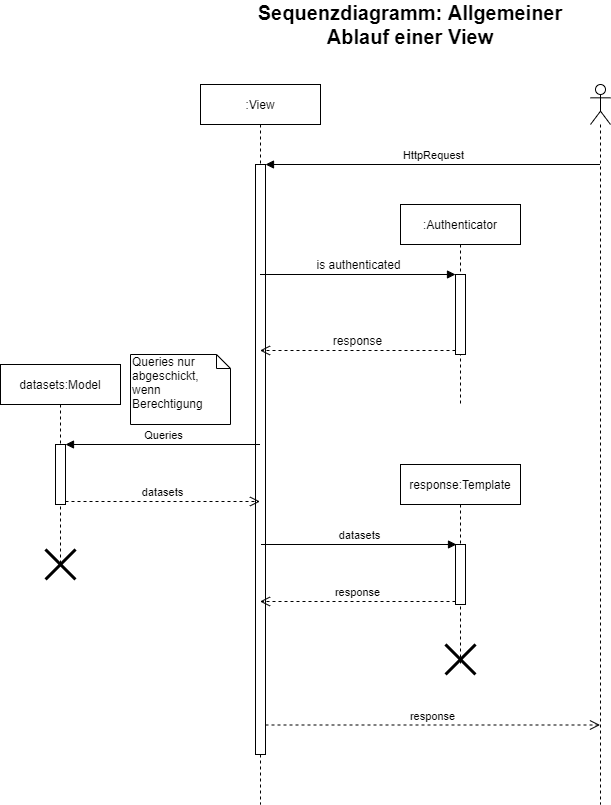 Sequenzdiagramm: Allgemeiner
Ablauf einer View
:View
HttpRequest
:Authenticator
is authenticated
response
Queries nur
abgeschickt,
wenn
Berechtigung
datasets:Model
Queries
response:Template
datasets
datasets
response
response